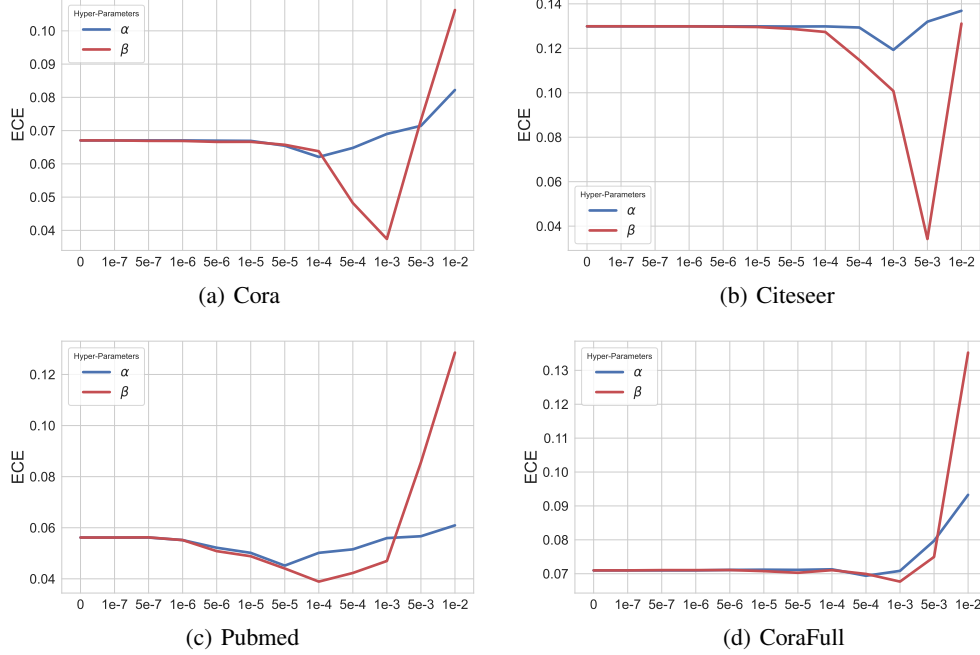 0.10
0.09
0.08
0.07
0.06
0.05
0.04
ECE
Hyper-Parameters
α
β
0 1e-7 5e-7 1e-6 5e-6 1e-5 5e-5 1e-4 5e-4 1e-3 5e-3 1e-2
(a) Cora
0.14
0.12
0.10
0.08
0.06
0.04
ECE
Hyper-Parameters
α
β
0 1e-7 5e-7 1e-6 5e-6 1e-5 5e-5 1e-4 5e-4 1e-3 5e-3 1e-2
(b) Citeseer
0.12
0.10
0.08
0.06
0.04
ECE
Hyper-Parameters
α
β
0 1e-7 5e-7 1e-6 5e-6 1e-5 5e-5 1e-4 5e-4 1e-3 5e-3 1e-2
(c) Pubmed
0.13
0.12
0.11
0.10
0.09
0.08
0.07
ECE
Hyper-Parameters
α
β
0 1e-7 5e-7 1e-6 5e-6 1e-5 5e-5 1e-4 5e-4 1e-3 5e-3 1e-2
(d) CoraFull